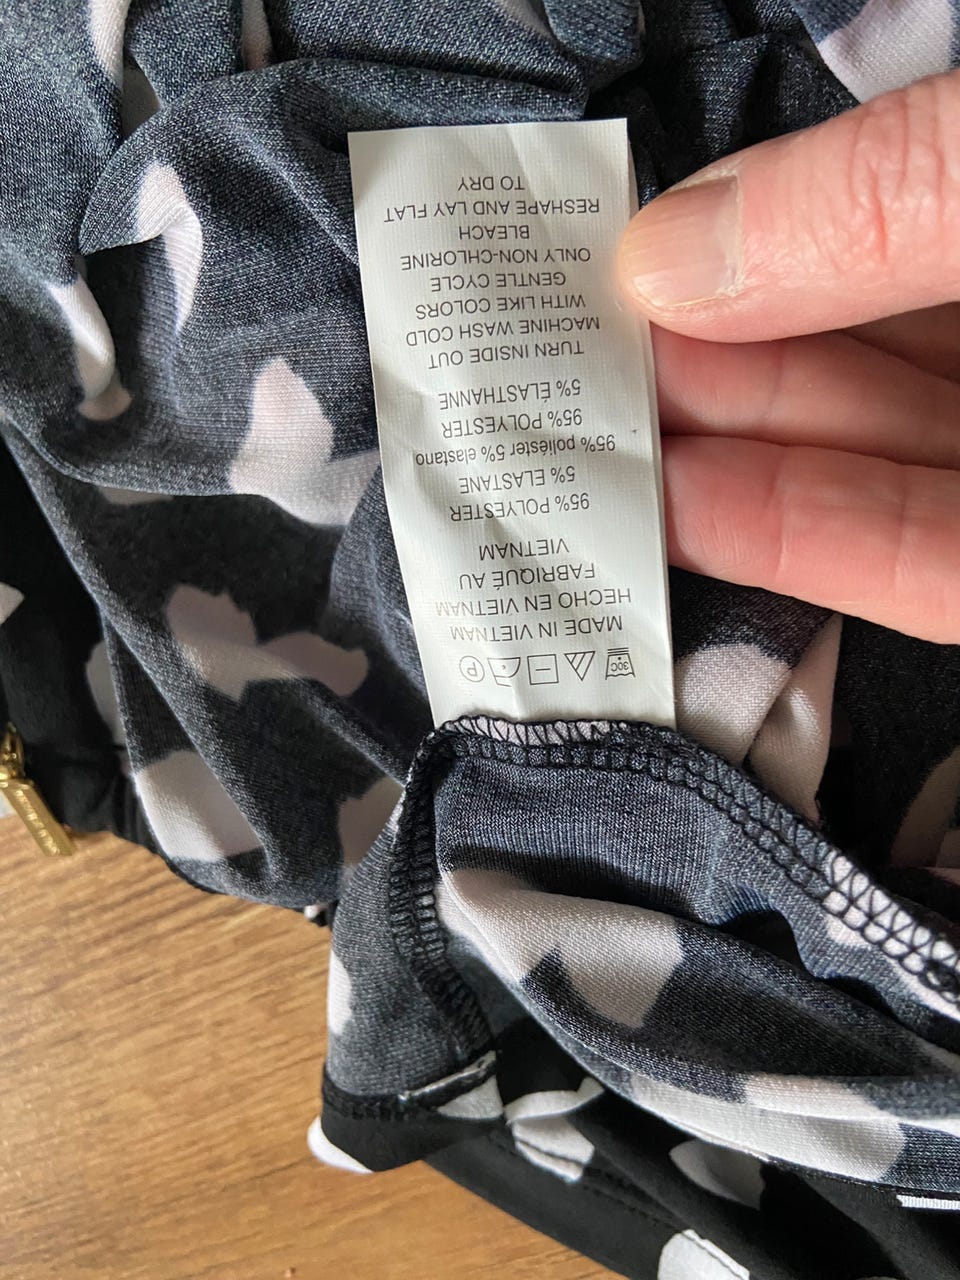 30C P
MADE IN VIETNAM
HECHO EN VIETNAM
FABRIQUÉ AU
VIETNAM
95% POLYESTER
5% ELASTANE
95% poliéster 5% elastano
95% POLYESTER
5% ÉLASTHANNE
TURN INSIDE OUT
MACHINE WASH COLD
WITH LIKE COLORS
GENTLE CYCLE
ONLY NON-CHLORINE
BLEACH
RESHAPE AND LAY FLAT
TO DRY